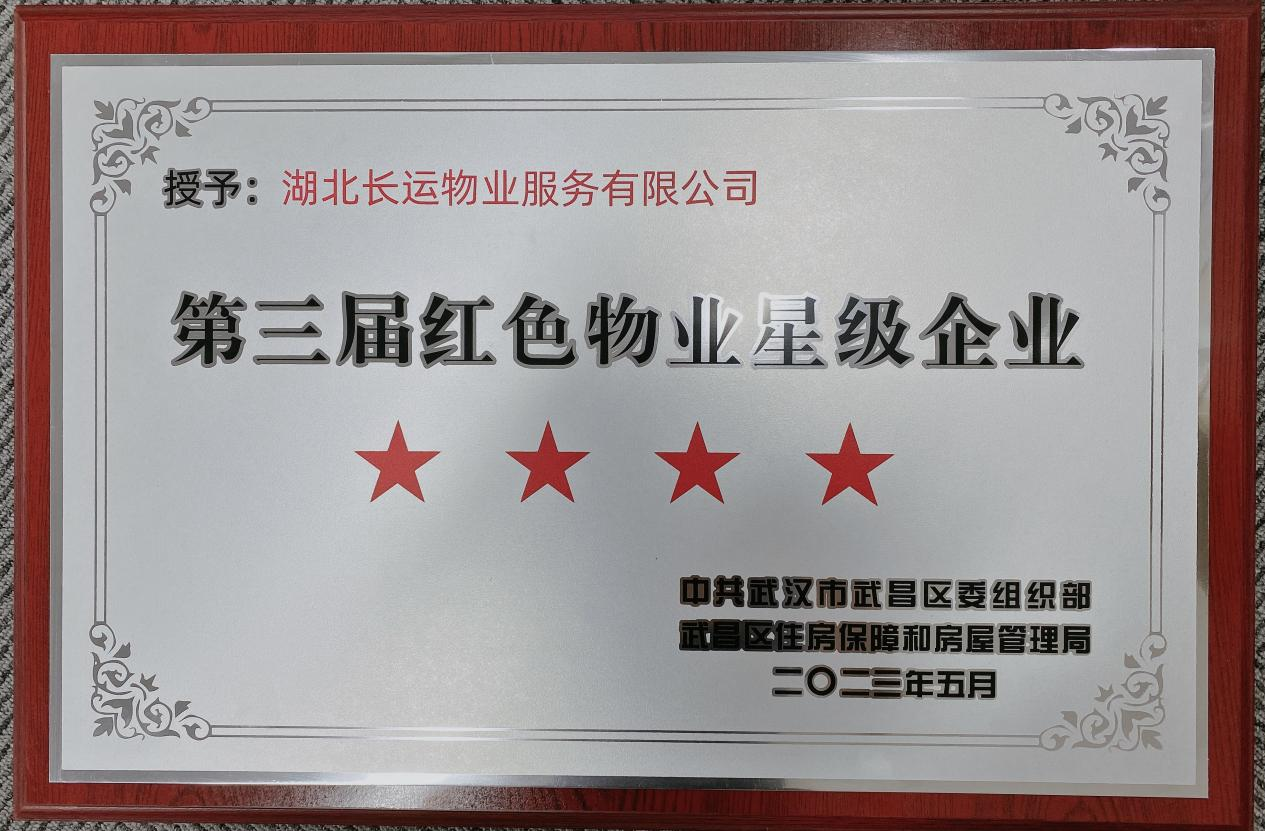 授予：湖北长运物业服务有限公司
第三届红色物业星级企业
中共武汉市武昌区委组织部
武昌区住房保障和房屋管理局
二〇二三年五月